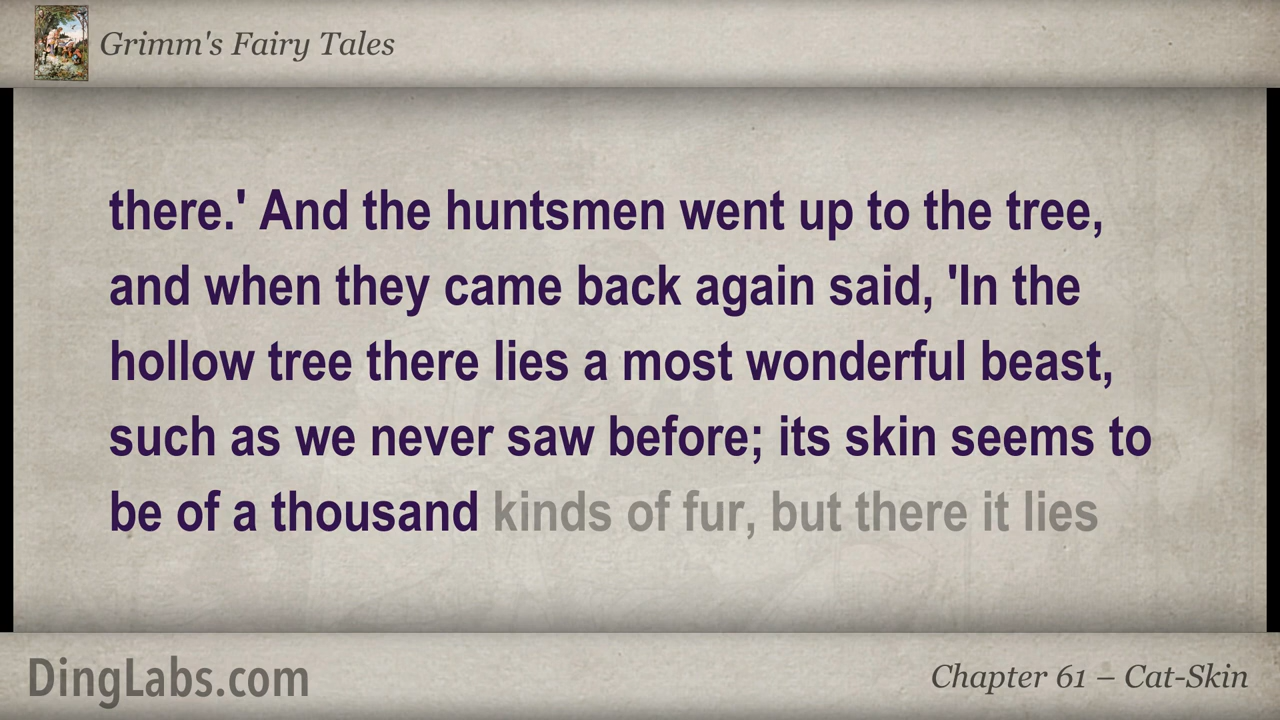 Grimm's Fairy Tales
there.' And the huntsmen went up to the tree,
and when they came back again said, 'In the
hollow tree there lies a most wonderful beast,
such as we never saw before; its skin seems to
be of a thousand kinds of fur, but there it lies
DingLabs.com
Chapter 61 – Cat-Skin